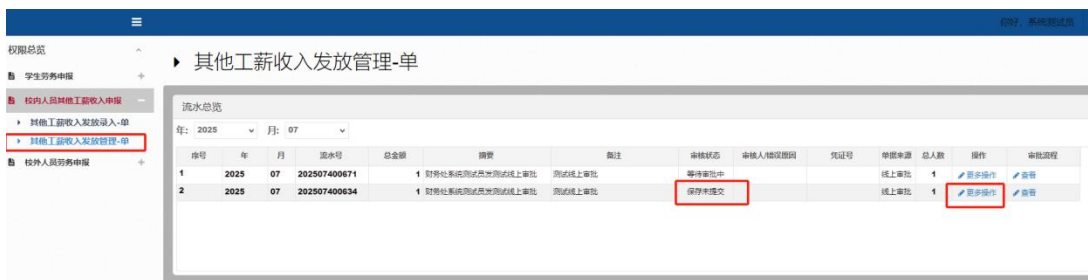 你好，系统测试员
权限总览
学生劳务申报
校内人员其他工薪收入申报
其他工薪收入发放录入-单
其他工薪收入发放管理-单
校外人员劳务申报
其他工薪收入发放管理-单
流水总览
年: 2025 月: 07
序号 年 月 流水号 总金额 摘要 备注 审核状态 审核人/错误原因 凭证号 单据来源 总人数 操作 审批流程
1 2025 07 202507400671 1 财务处系统测试员发测试线上审批 测试线上审批 等待审批中 线上审批 1 更多操作 查看
2 2025 07 202507400634 1 财务处系统测试员发测试线上审批 测试线上审批 保存未提交 线上审批 1 更多操作 查看